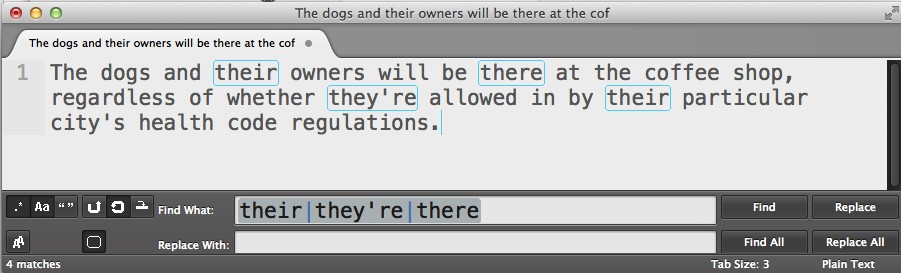 The dogs and their owners will be there at the cof
The dogs and their owners will be there at the cof
1 The dogs and their owners will be there at the coffee shop,
regardless of whether they're allowed in by their particular
city's health code regulations.
.* Aa “” Find What: their|they're|there Find Replace
AA Replace With: Find All Replace All
4 matches Tab Size: 3 Plain Text